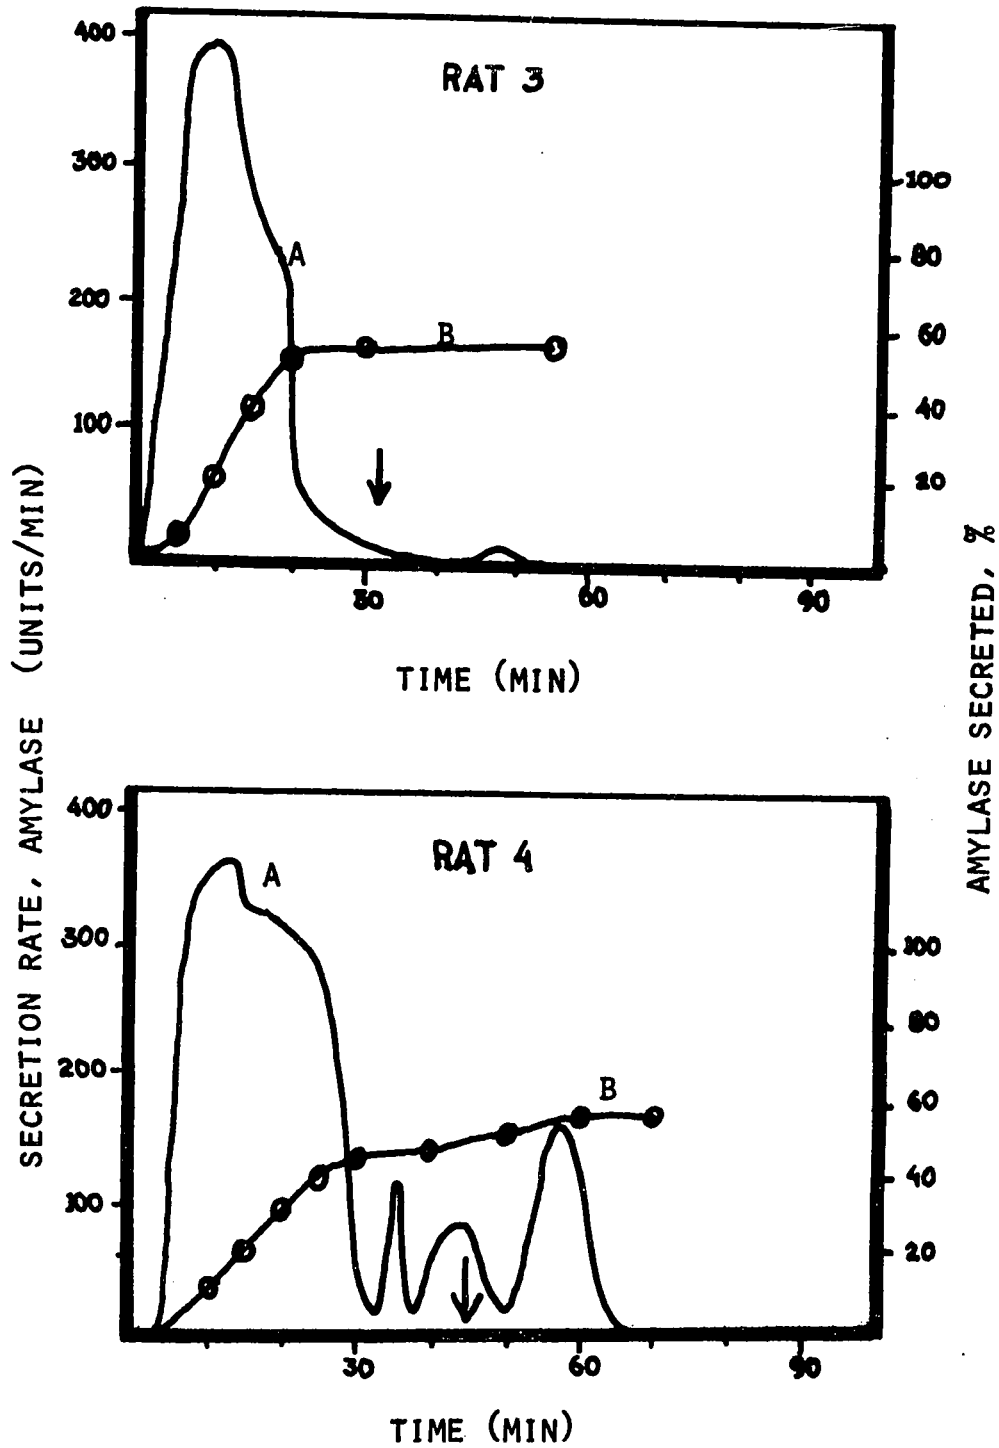 RAT 3
400
300
200
100
100
80
60
40
20
A
B
30
60
90
TIME (MIN)
SECRETION RATE, AMYLASE (UNITS/MIN)
AMYLASE SECRETED, %
RAT 4
400
300
200
100
100
80
60
40
20
A
B
30
60
90
TIME (MIN)